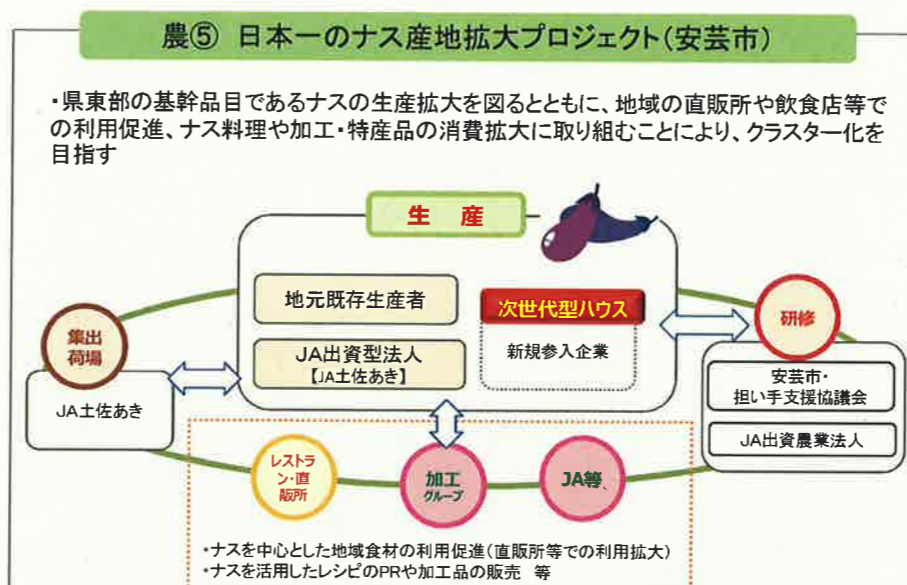 農⑤ 日本一のナス産地拡大プロジェクト(安芸市)
・県東部の基幹品目であるナスの生産拡大を図るとともに、地域の直販所や飲食店等で
の利用促進、ナス料理や加工・特産品の消費拡大に取り組むことにより、クラスター化を
目指す
生 産
地元既存生産者
JA出資型法人
【JA土佐あき】
次世代型ハウス
新規参入企業
集出
荷場
JA土佐あき
研修
安芸市・
担い手支援協議会
JA出資農業法人
レストラ
ン・直
販所
加工
グループ
JA等、
・ナスを中心とした地域食材の利用促進(直販所等での利用拡大)
・ナスを活用したレシピのPRや加工品の販売 等